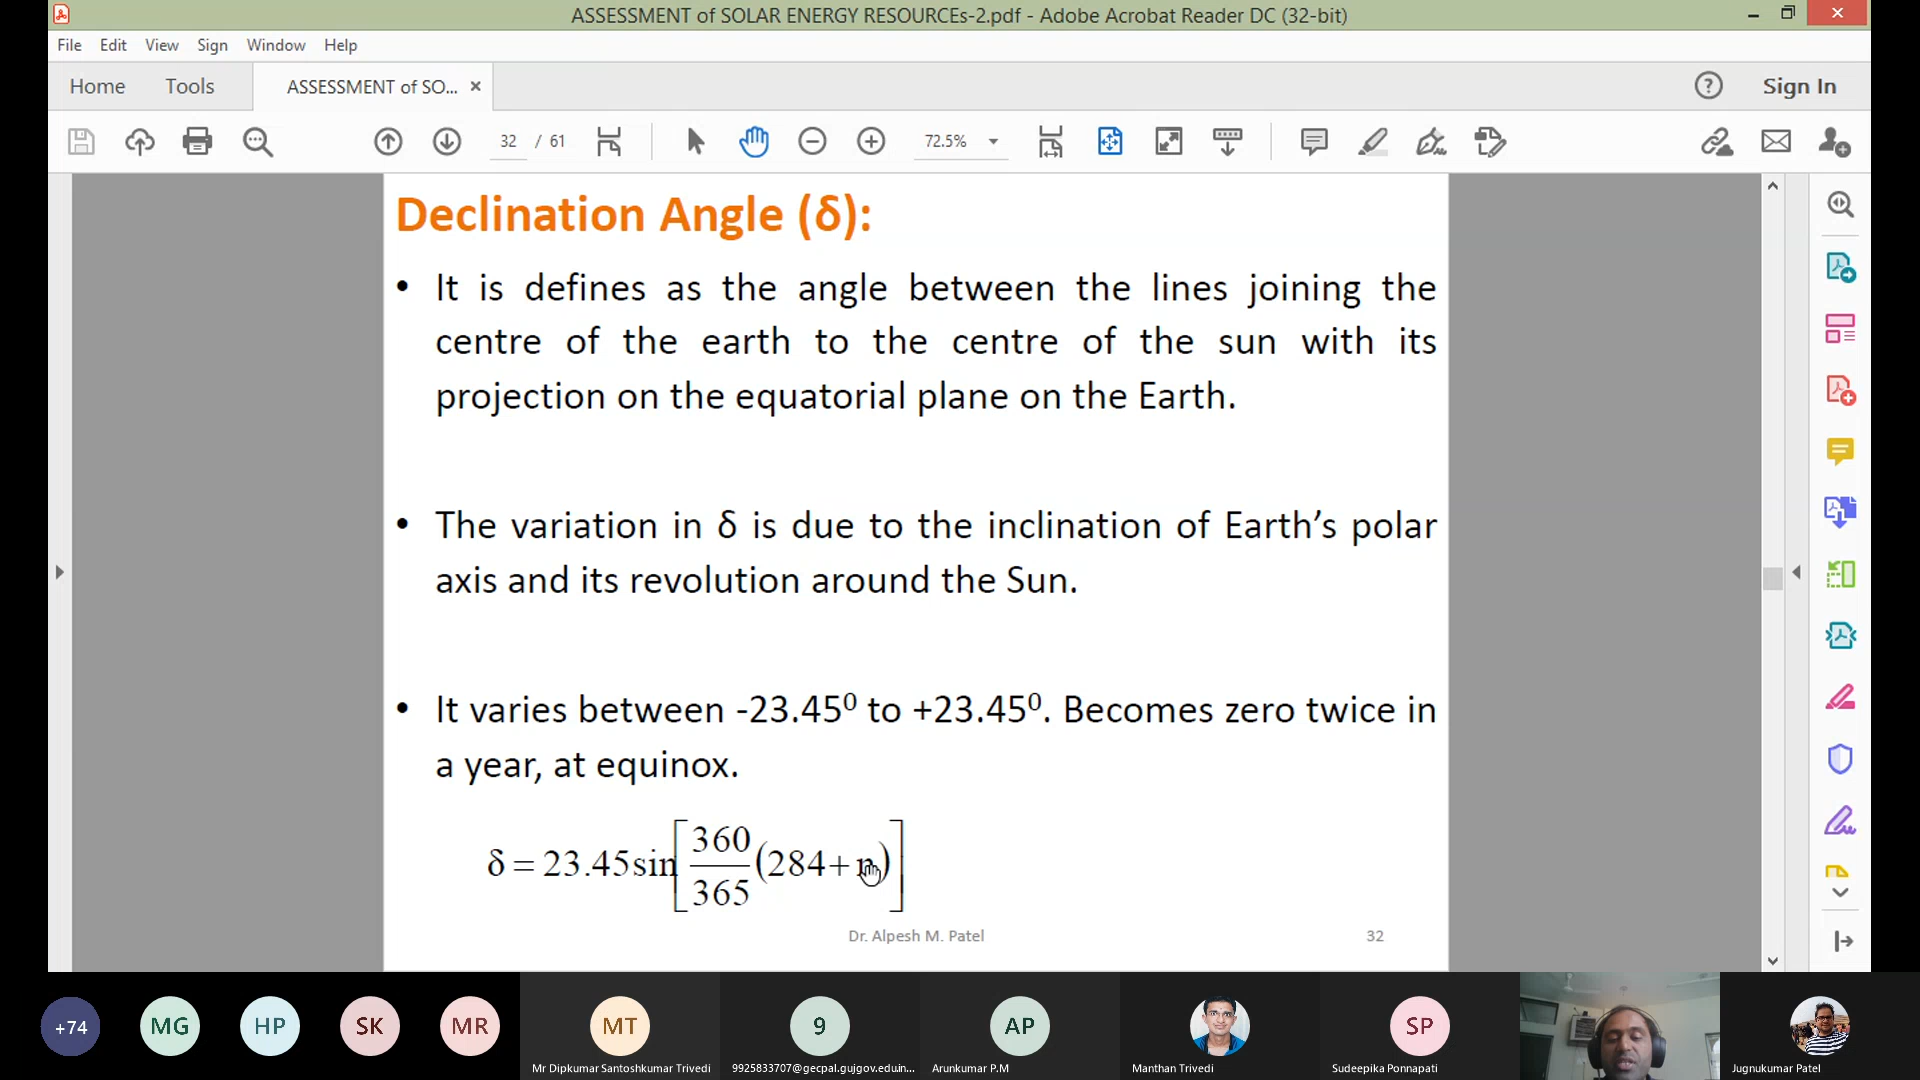 ASSESSMENT of SOLAR ENERGY RESOURCEs-2.pdf - Adobe Acrobat Reader DC (32-bit)
File Edit View Sign Window Help
Home Tools ASSESSMENT of SO... × Sign In
32 / 61 72.5%
Declination Angle (δ):
• It is defines as the angle between the lines joining the
centre of the earth to the centre of the sun with its
projection on the equatorial plane on the Earth.
• The variation in δ is due to the inclination of Earth's polar
axis and its revolution around the Sun.
• It varies between -23.45⁰ to +23.45⁰. Becomes zero twice in
a year, at equinox.
δ = 23.45sin[360/365 (284+n)]
Dr. Alpesh M. Patel 32
+74 MG HP SK MR MT 9 AP SP
Mr Dipkumar Santoshkumar Trivedi 9925833707@gecpal.gujgov.eduin... Arunkumar P.M Manthan Trivedi Sudeepika Ponnapati Jugnukumar Patel